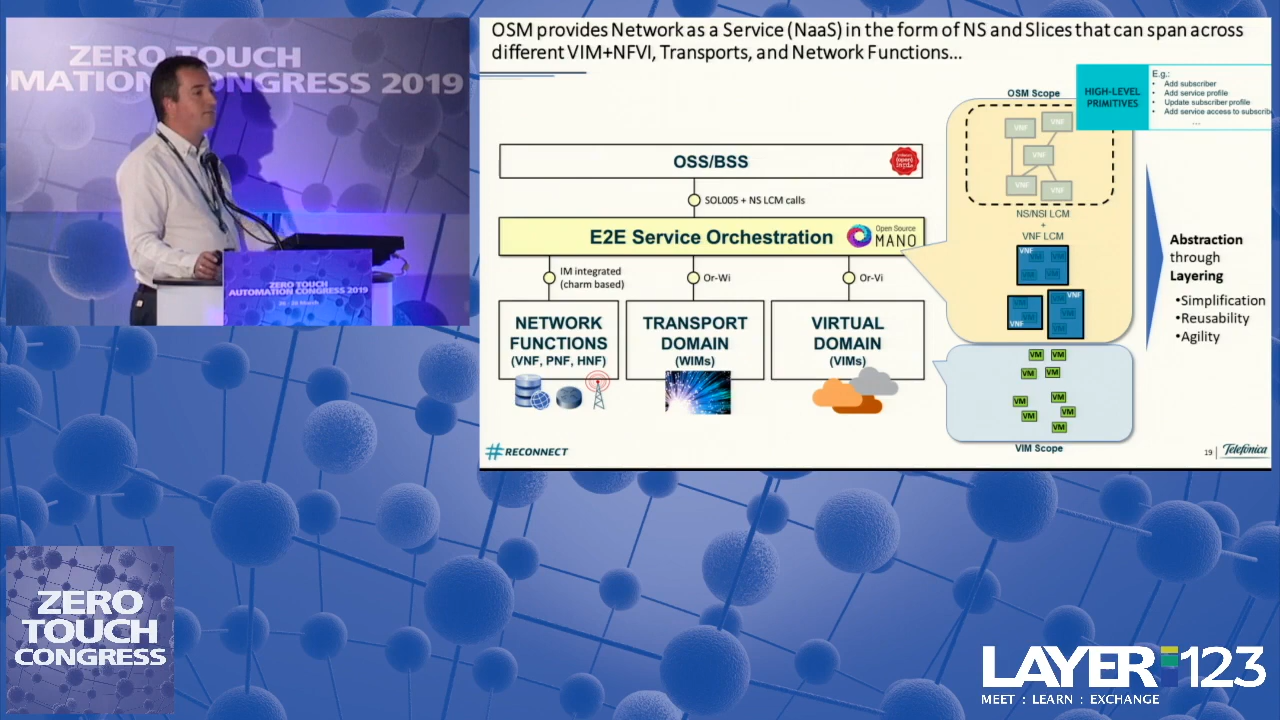 ZERO TOUCH
OMATION CONGRESS 2019
ZERO TOUCH
AUTOMATION CONGRESS 2019
OSM provides Network as a Service (NaaS) in the form of NS and Slices that can span across
different VIM+NFVI, Transports, and Network Functions…
OSM Scope
HIGH-LEVEL
PRIMITIVES
E.g.:
• Add subscriber
• Add service profile
• Update subscriber profile
• Add service access to subscribe
...
OSS/BSS
SOL005 + NS LCM calls
E2E Service Orchestration
Open Source
MANO
IM integrated
(charm based)
Or-Wi
Or-Vi
NETWORK
FUNCTIONS
(VNF, PNF, HNF)
TRANSPORT
DOMAIN
(WIMs)
VIRTUAL
DOMAIN
(VIMs)
VNF
VNF
VNF
VNF
VNF
NS/NSI LCM
+
VNF LCM
VNF
VNF
VNF
VM VM
VM VM
VM
VM
VM
VM
VM
VIM Scope
Abstraction
through
Layering
•Simplification
•Reusability
•Agility
#RECONNECT
19 | Telefónica
ZERO
TOUCH
CONGRESS
LAYER 123
MEET : LEARN : EXCHANGE